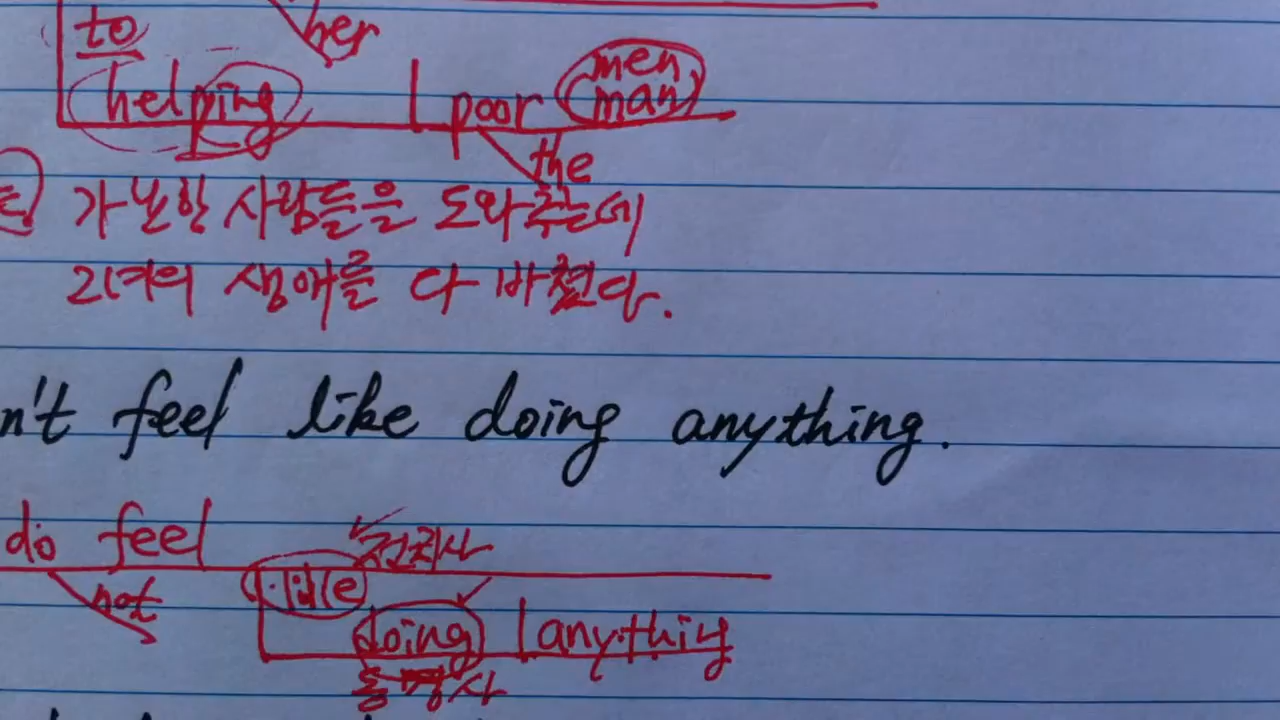 her
to
men
helping poor man
the
가난한 사람들을 도와주는데
그녀의 생애를 다 바쳤다.
n't feel like doing anything.
do feel 전치사
not like
doing anything
동명사